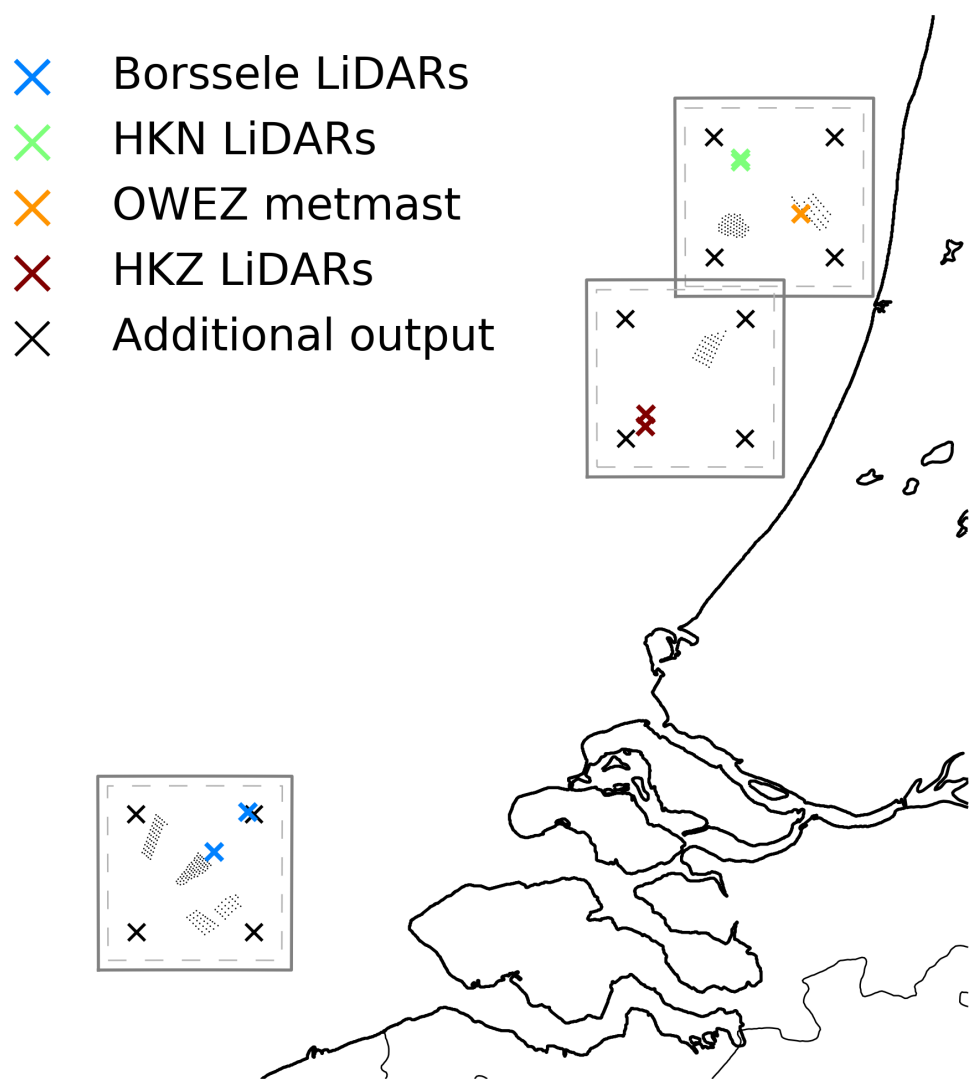 Borssele LiDARs
HKN LiDARs
OWEZ metmast
HKZ LiDARs
Additional output